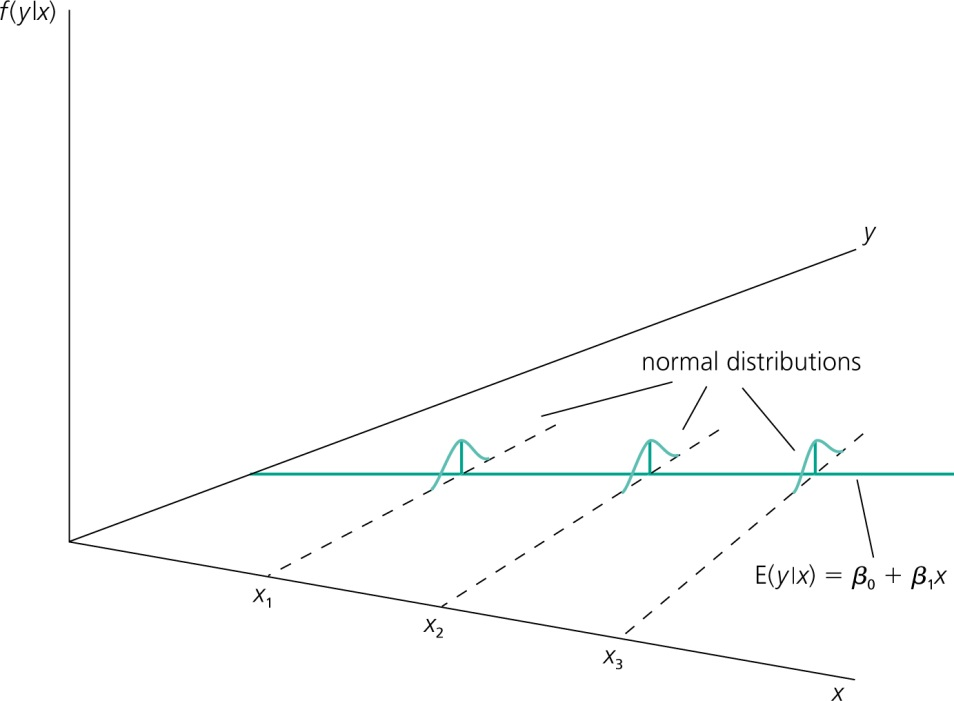 f(y|x)
y
normal distributions
E(y|x) = β₀ + β₁x
x₁
x₂
x₃
x